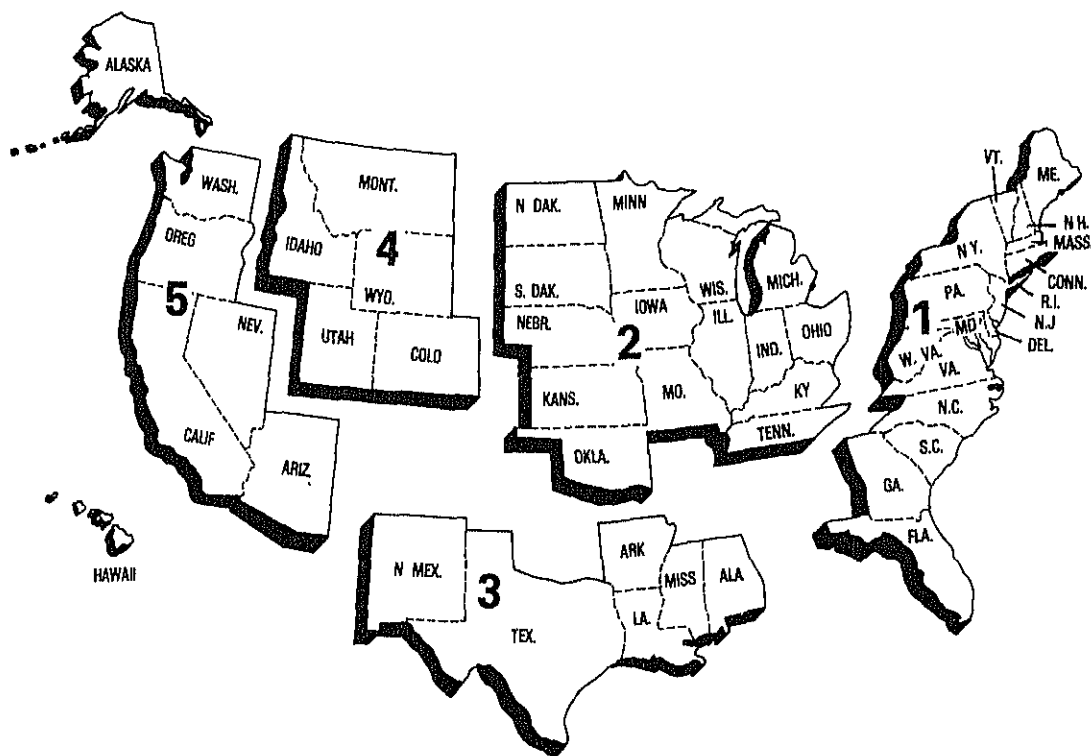 ALASKA
WASH.
OREG
5
NEV.
CALIF
ARIZ.
HAWAII
MONT.
IDAHO
4
WYO.
UTAH
COLO
N DAK.
MINN
S. DAK.
WIS.
MICH.
NEBR.
IOWA
ILL.
2
IND.
OHIO
KANS.
MO.
KY
TENN.
OKLA.
N MEX.
3
TEX.
ARK
LA.
MISS
ALA
VT.
ME.
N H.
MASS
N Y.
CONN.
PA.
R.I.
1
N.J
MD
DEL.
W. VA.
VA.
N.C.
S.C.
GA.
FLA.